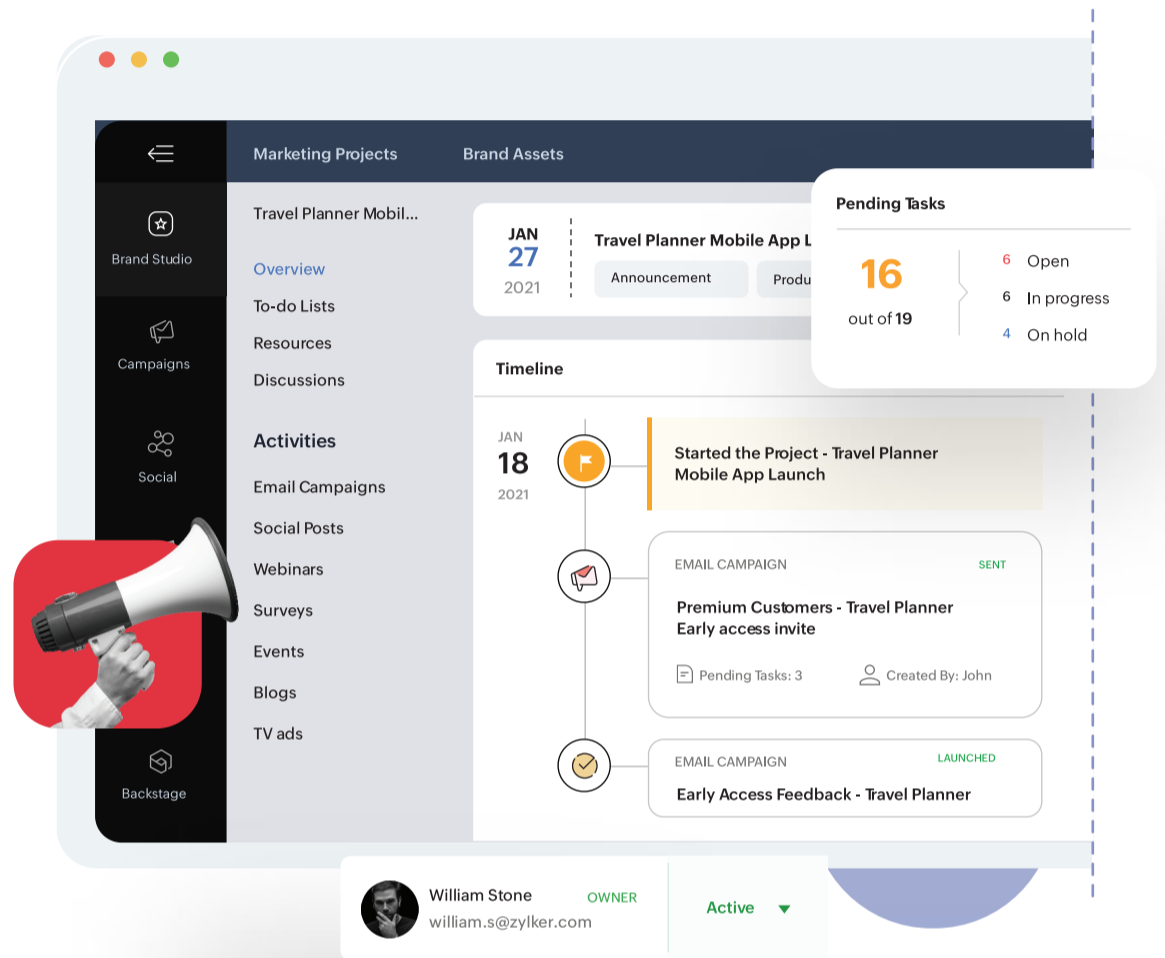 Marketing Projects
Brand Assets
Brand Studio
Campaigns
Social
Backstage
Travel Planner Mobil...
Overview
To-do Lists
Resources
Discussions
Activities
Email Campaigns
Social Posts
Webinars
Surveys
Events
Blogs
TV ads
JAN
27
2021
Travel Planner Mobile App L
Announcement
Produ
Pending Tasks
16
out of 19
6 Open
6 In progress
4 On hold
Timeline
JAN
18
2021
Started the Project - Travel Planner
Mobile App Launch
EMAIL CAMPAIGN
SENT
Premium Customers - Travel Planner
Early access invite
Pending Tasks: 3
Created By: John
EMAIL CAMPAIGN
LAUNCHED
Early Access Feedback - Travel Planner
William Stone
OWNER
william.s@zylker.com
Active